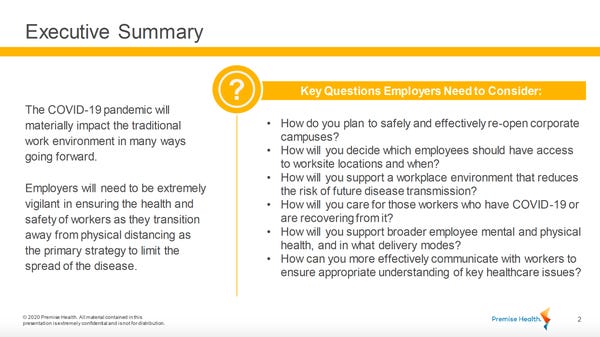 Executive Summary
The COVID-19 pandemic will
materially impact the traditional
work environment in many ways
going forward.
Employers will need to be extremely
vigilant in ensuring the health and
safety of workers as they transition
away from physical distancing as
the primary strategy to limit the
spread of the disease.
?
Key Questions Employers Need to Consider:
• How do you plan to safely and effectively re-open corporate
campuses?
• How will you decide which employees should have access
to worksite locations and when?
• How will you support a workplace environment that reduces
the risk of future disease transmission?
• How will you care for those workers who have COVID-19 or
are recovering from it?
• How will you support broader employee mental and physical
health, and in what delivery modes?
• How can you more effectively communicate with workers to
ensure appropriate understanding of key healthcare issues?
© 2020 Premise Health. All material contained in this
presentation is extremely confidential and is not for distribution.
Premise Health.
2